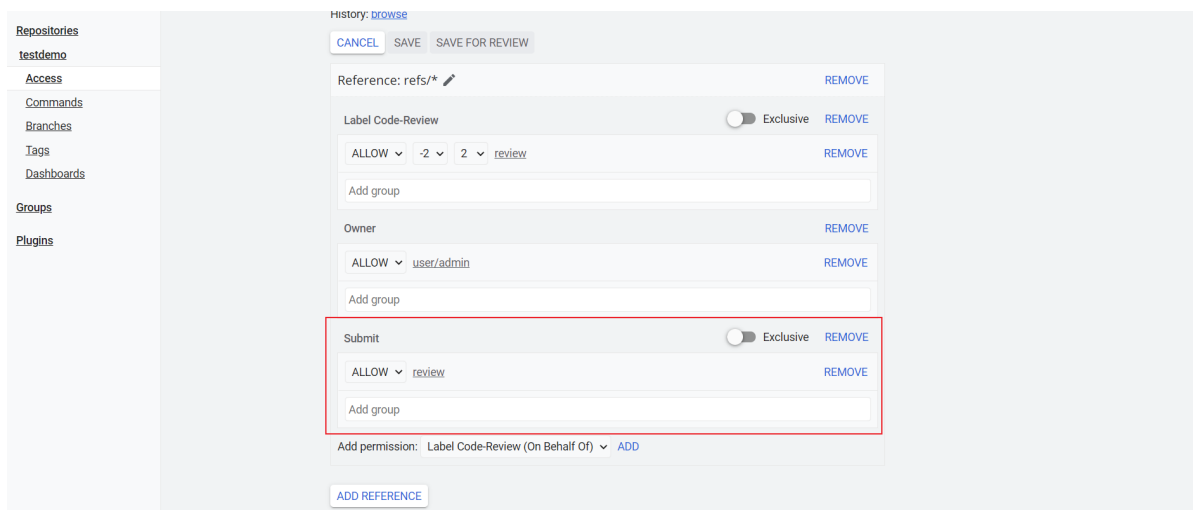 History: browse
Repositories
testdemo
Access
Commands
Branches
Tags
Dashboards
Groups
Plugins
CANCEL SAVE SAVE FOR REVIEW
Reference: refs/* REMOVE
Label Code-Review Exclusive REMOVE
ALLOW -2 2 review REMOVE
Add group
Owner REMOVE
ALLOW user/admin REMOVE
Add group
Submit Exclusive REMOVE
ALLOW review REMOVE
Add group
Add permission: Label Code-Review (On Behalf Of) ADD
ADD REFERENCE